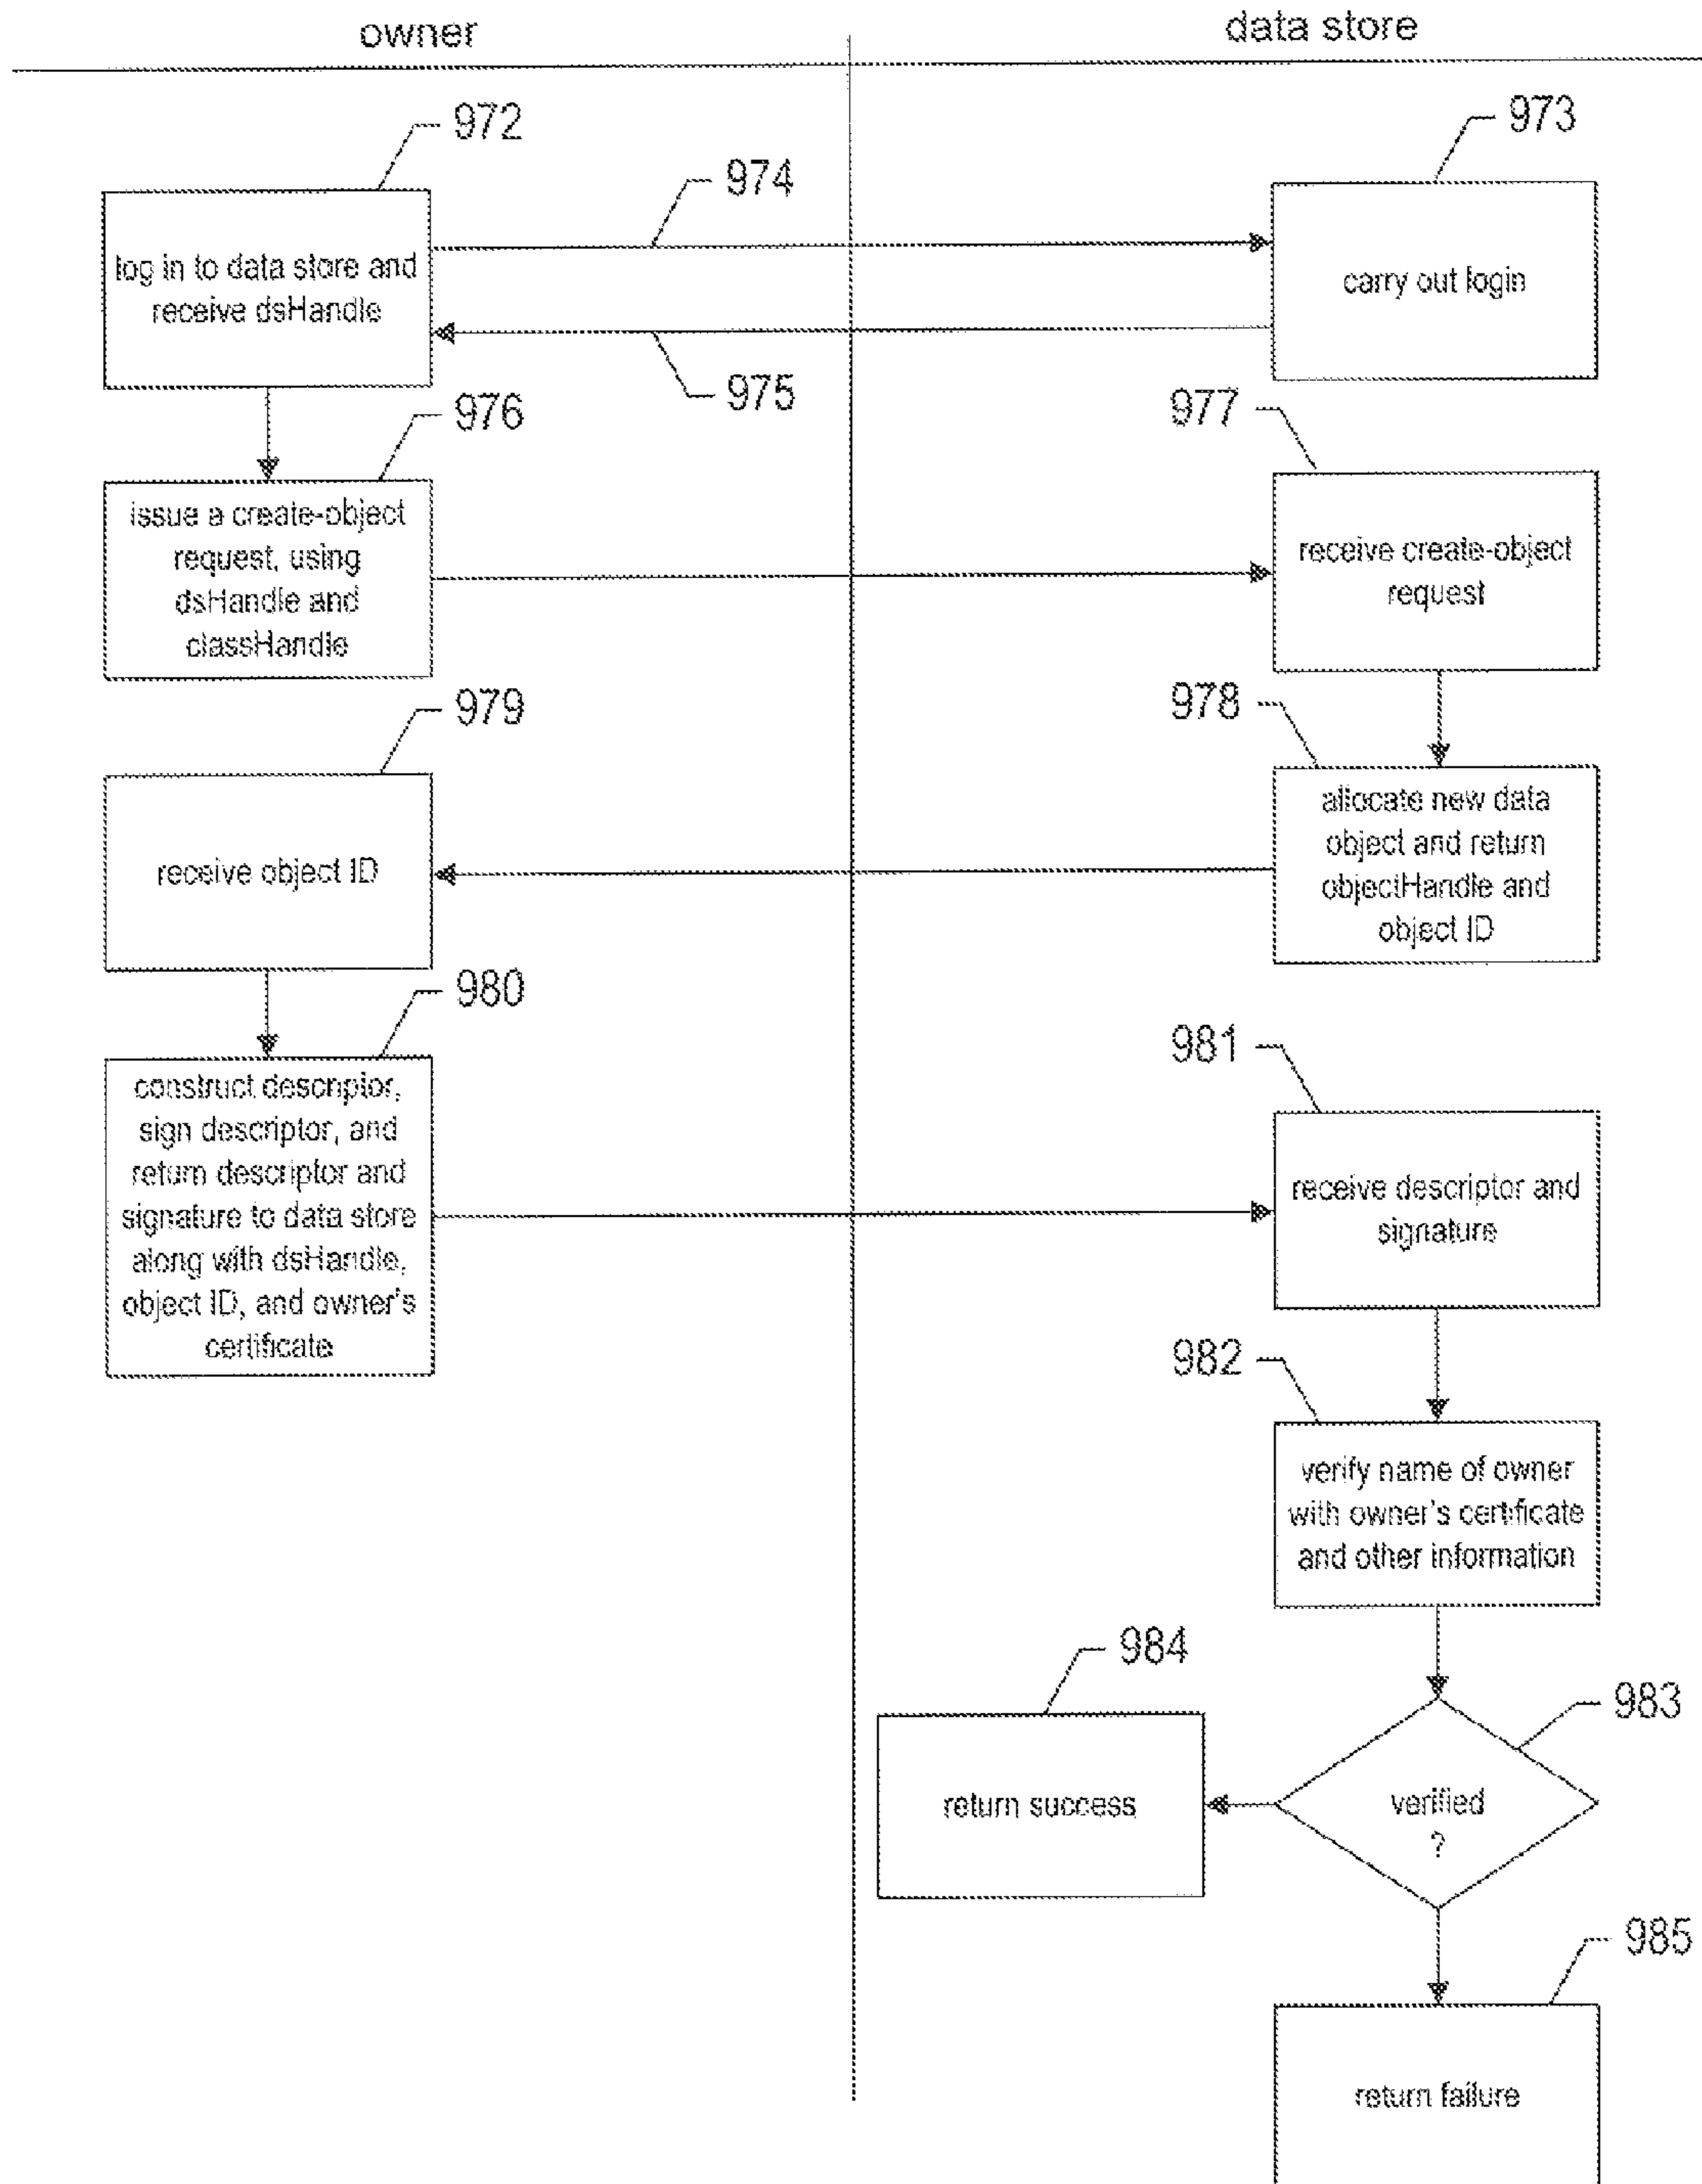 owner
data store
972
973
974
log in to data store and
receive dsHandle
carry out login
975
976
977
issue a create-object
request, using
dsHandle and
classHandle
receive create-object
request
979
978
receive object ID
allocate new data
object and return
objectHandle and
object ID
980
981
construct descriptor,
sign descriptor, and
return descriptor and
signature to data store
along with dsHandle,
object ID, and owner's
certificate
receive descriptor and
signature
982
verify name of owner
with owner's certificate
and other information
984
983
return success
verified
?
985
return failure